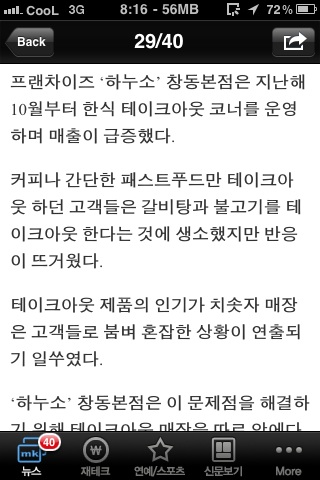 .ııl CooL 3G 8:16 - 56MB 72%
Back
29/40
프랜차이즈 ‘하누소’ 창동본점은 지난해
10월부터 한식 테이크아웃 코너를 운영
하며 매출이 급증했다.
커피나 간단한 패스트푸드만 테이크아
웃 하던 고객들은 갈비탕과 불고기를 테
이크아웃 한다는 것에 생소했지만 반응
이 뜨거웠다.
테이크아웃 제품의 인기가 치솟자 매장
은 고객들로 붐벼 혼잡한 상황이 연출되
기 일쑤였다.
‘하누소’ 창동본점은 이 문제점을 해결하
기 위해 테이크아웃 매장을 따로 앞에다
mk 40
뉴스 재테크 연예/스포츠 신문보기 More